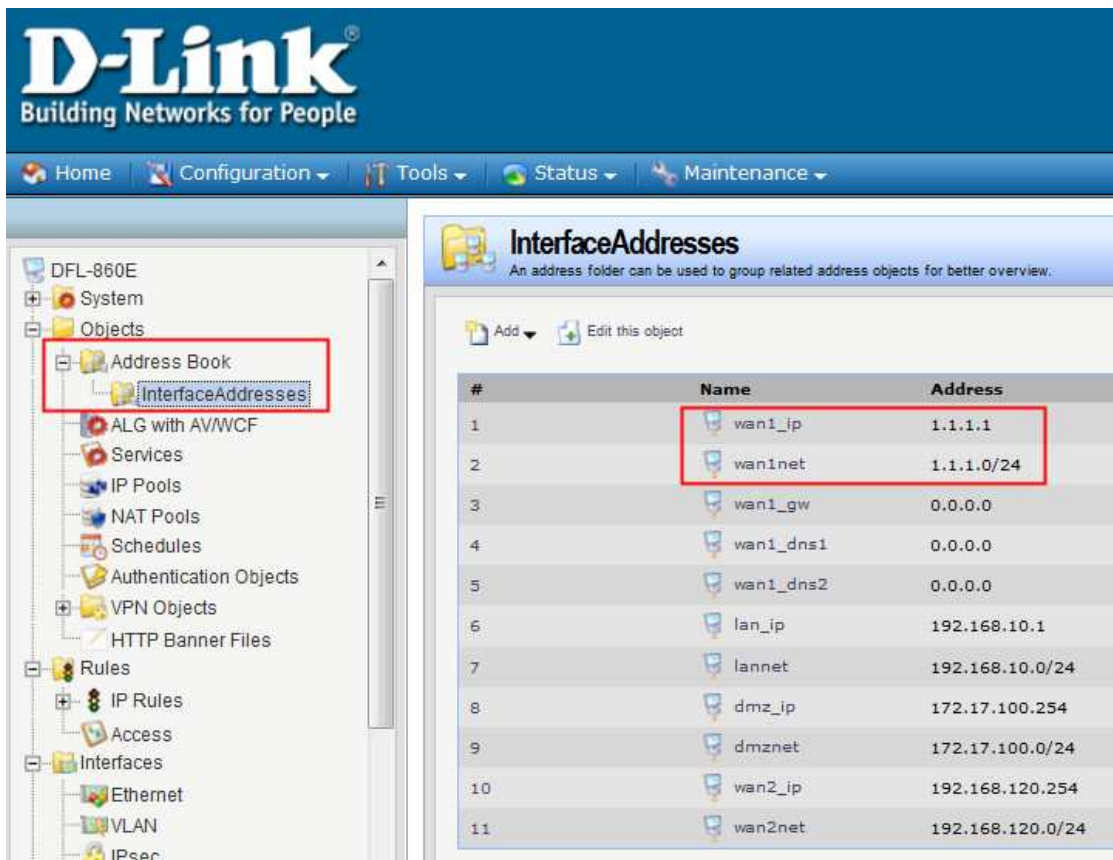 D-Link®
Building Networks for People
Home Configuration Tools Status Maintenance
DFL-860E
System
Objects
Address Book
InterfaceAddresses
ALG with AV/WCF
Services
IP Pools
NAT Pools
Schedules
Authentication Objects
VPN Objects
HTTP Banner Files
Rules
IP Rules
Access
Interfaces
Ethernet
VLAN
IPsec
InterfaceAddresses
An address folder can be used to group related address objects for better overview.
Add Edit this object
# Name Address
1 wan1_ip 1.1.1.1
2 wan1net 1.1.1.0/24
3 wan1_gw 0.0.0.0
4 wan1_dns1 0.0.0.0
5 wan1_dns2 0.0.0.0
6 lan_ip 192.168.10.1
7 lannet 192.168.10.0/24
8 dmz_ip 172.17.100.254
9 dmznet 172.17.100.0/24
10 wan2_ip 192.168.120.254
11 wan2net 192.168.120.0/24